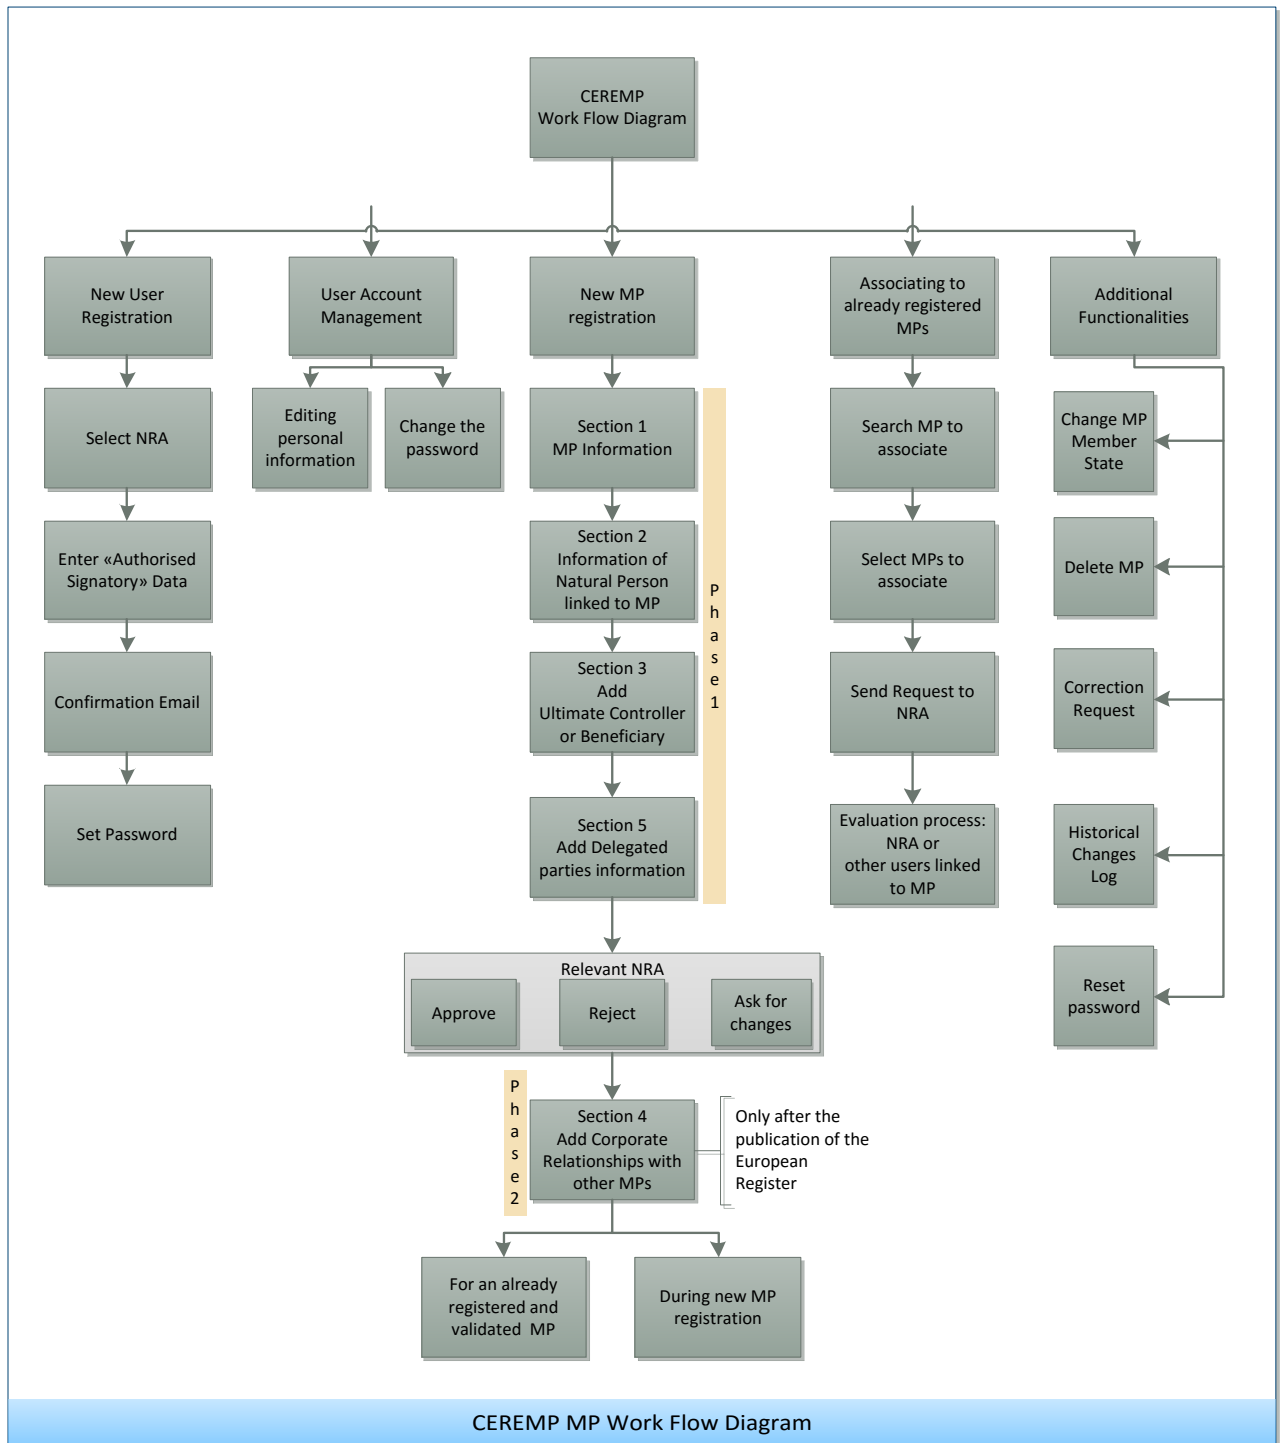 CEREMP
Work Flow Diagram
New User
Registration
User Account
Management
New MP
registration
Associating to
already registered
MPs
Additional
Functionalities
Select NRA
Editing
personal
information
Change the
password
Section 1
MP Information
Search MP to
associate
Change MP
Member
State
Enter «Authorised
Signatory» Data
Section 2
Information of
Natural Person
linked to MP
Select MPs to
associate
Delete MP
P
h
a
s
e
1
Confirmation Email
Section 3
Add
Ultimate Controller
or Beneficiary
Send Request to
NRA
Correction
Request
Set Password
Section 5
Add Delegated
parties information
Evaluation process:
NRA or
other users linked
to MP
Historical
Changes
Log
Relevant NRA
Approve
Reject
Ask for
changes
Reset
password
P
h
a
s
e
2
Section 4
Add Corporate
Relationships with
other MPs
Only after the
publication of the
European
Register
For an already
registered and
validated  MP
During new MP
registration
CEREMP MP Work Flow Diagram